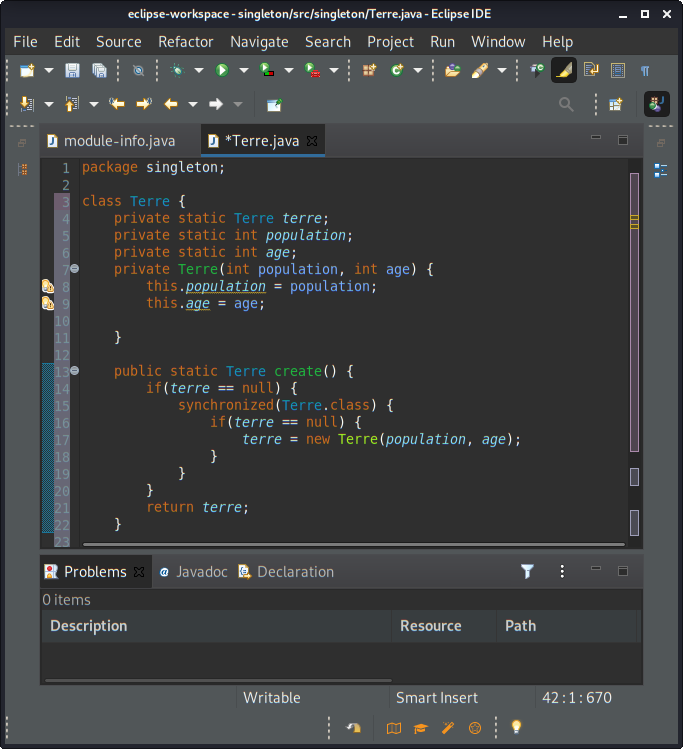 eclipse-workspace - singleton/src/singleton/Terre.java - Eclipse IDE
File Edit Source Refactor Navigate Search Project Run Window Help
module-info.java *Terre.java
1 package singleton;
2
3 class Terre {
4 private static Terre terre;
5 private static int population;
6 private static int age;
7 private Terre(int population, int age) {
8 this.population = population;
9 this.age = age;
10
11 }
12
13 public static Terre create() {
14 if(terre == null) {
15 synchronized(Terre.class) {
16 if(terre == null) {
17 terre = new Terre(population, age);
18 }
19 }
20 }
21 return terre;
22 }
23
Problems Javadoc Declaration
0 items
Description Resource Path
Writable Smart Insert 42 : 1 : 670